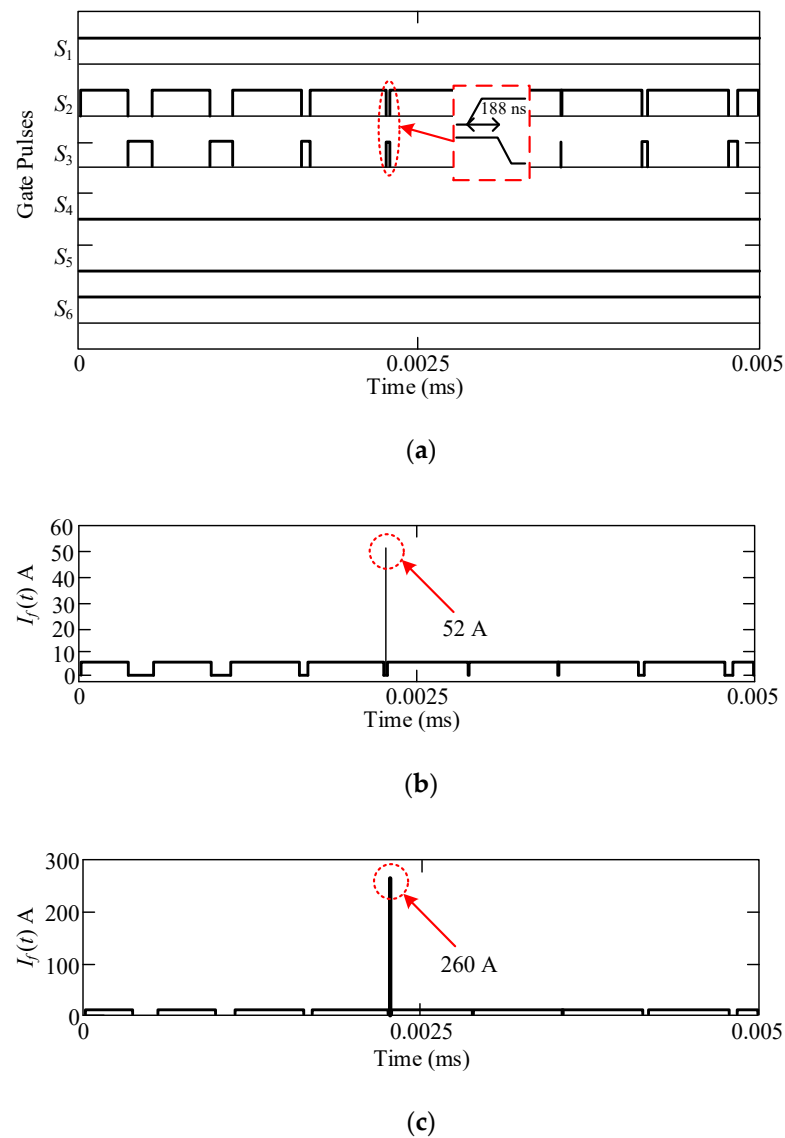 Gate Pulses
S1
S2
S3
S4
S5
S6
188 ns
0 0.0025 0.005
Time (ms)
(a)
If(t) A
60
50
40
30
20
10
0
52 A
0 0.0025 0.005
Time (ms)
(b)
If(t) A
300
200
100
0
260 A
0 0.0025 0.005
Time (ms)
(c)